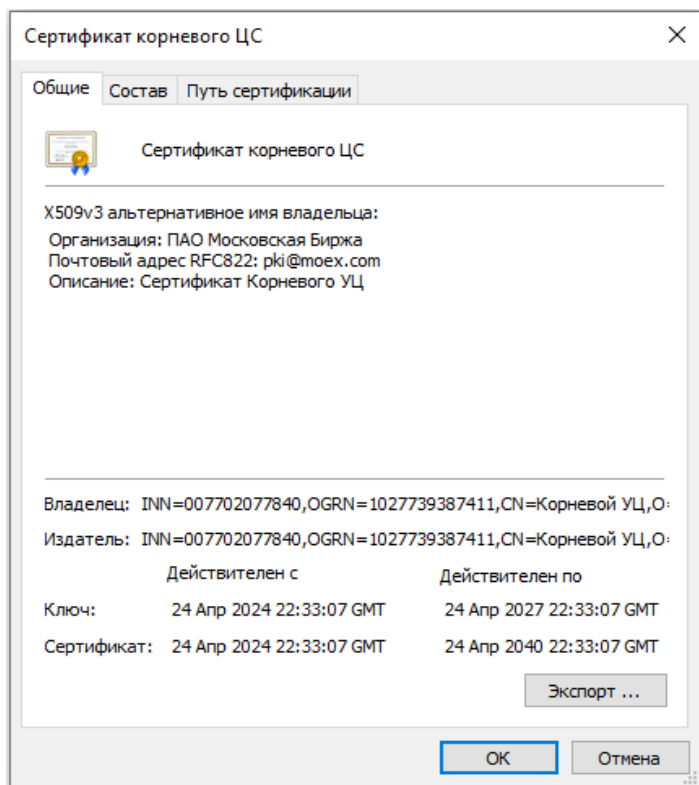 Сертификат корневого ЦС
Общие Состав Путь сертификации
Сертификат корневого ЦС
X509v3 альтернативное имя владельца:
Организация: ПАО Московская Биржа
Почтовый адрес RFC822: pki@moex.com
Описание: Сертификат Корневого УЦ
Владелец: INN=007702077840,OGRN=1027739387411,CN=Корневой УЦ,O=
Издатель: INN=007702077840,OGRN=1027739387411,CN=Корневой УЦ,O=
Действителен с Действителен по
Ключ: 24 Апр 2024 22:33:07 GMT 24 Апр 2027 22:33:07 GMT
Сертификат: 24 Апр 2024 22:33:07 GMT 24 Апр 2040 22:33:07 GMT
Экспорт ...
ОК Отмена